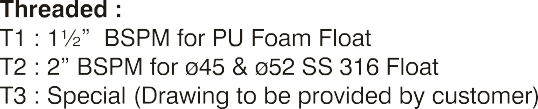 Threaded :
T1 : 1½” BSPM for PU Foam Float
T2 : 2” BSPM for ø45 & ø52 SS 316 Float
T3 : Special (Drawing to be provided by customer)